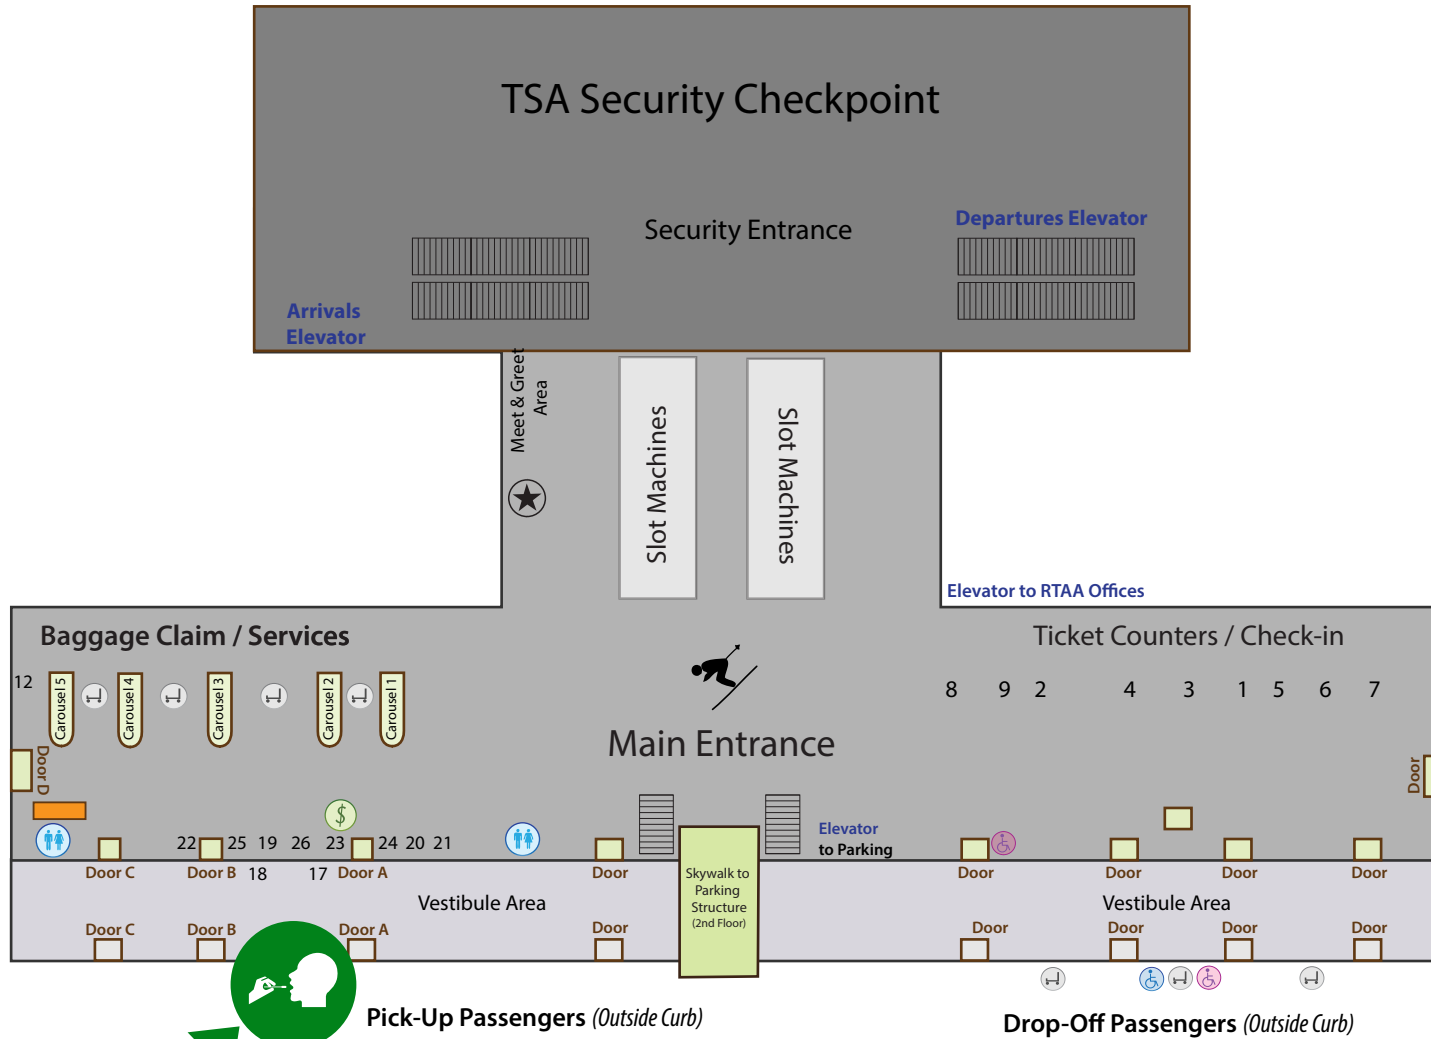 TSA Security Checkpoint
Security Entrance
Departures Elevator
Arrivals
Elevator
Meet & Greet
Area
Slot Machines
Slot Machines
Elevator to RTAA Offices
Baggage Claim / Services
Ticket Counters / Check-in
12
Carousel 5
Carousel 4
Carousel 3
Carousel 2
Carousel 1
8 9 2 4 3 1 5 6 7
Main Entrance
Door D
Door
$
22 25 19 26 23 24 20 21
Elevator
to Parking
Door C
Door B
18
17
Door A
Door
Skywalk to
Parking
Structure
(2nd Floor)
Door
Door
Door
Door
Vestibule Area
Vestibule Area
Door C
Door B
Door A
Door
Door
Door
Door
Door
Pick-Up Passengers (Outside Curb)
Drop-Off Passengers (Outside Curb)